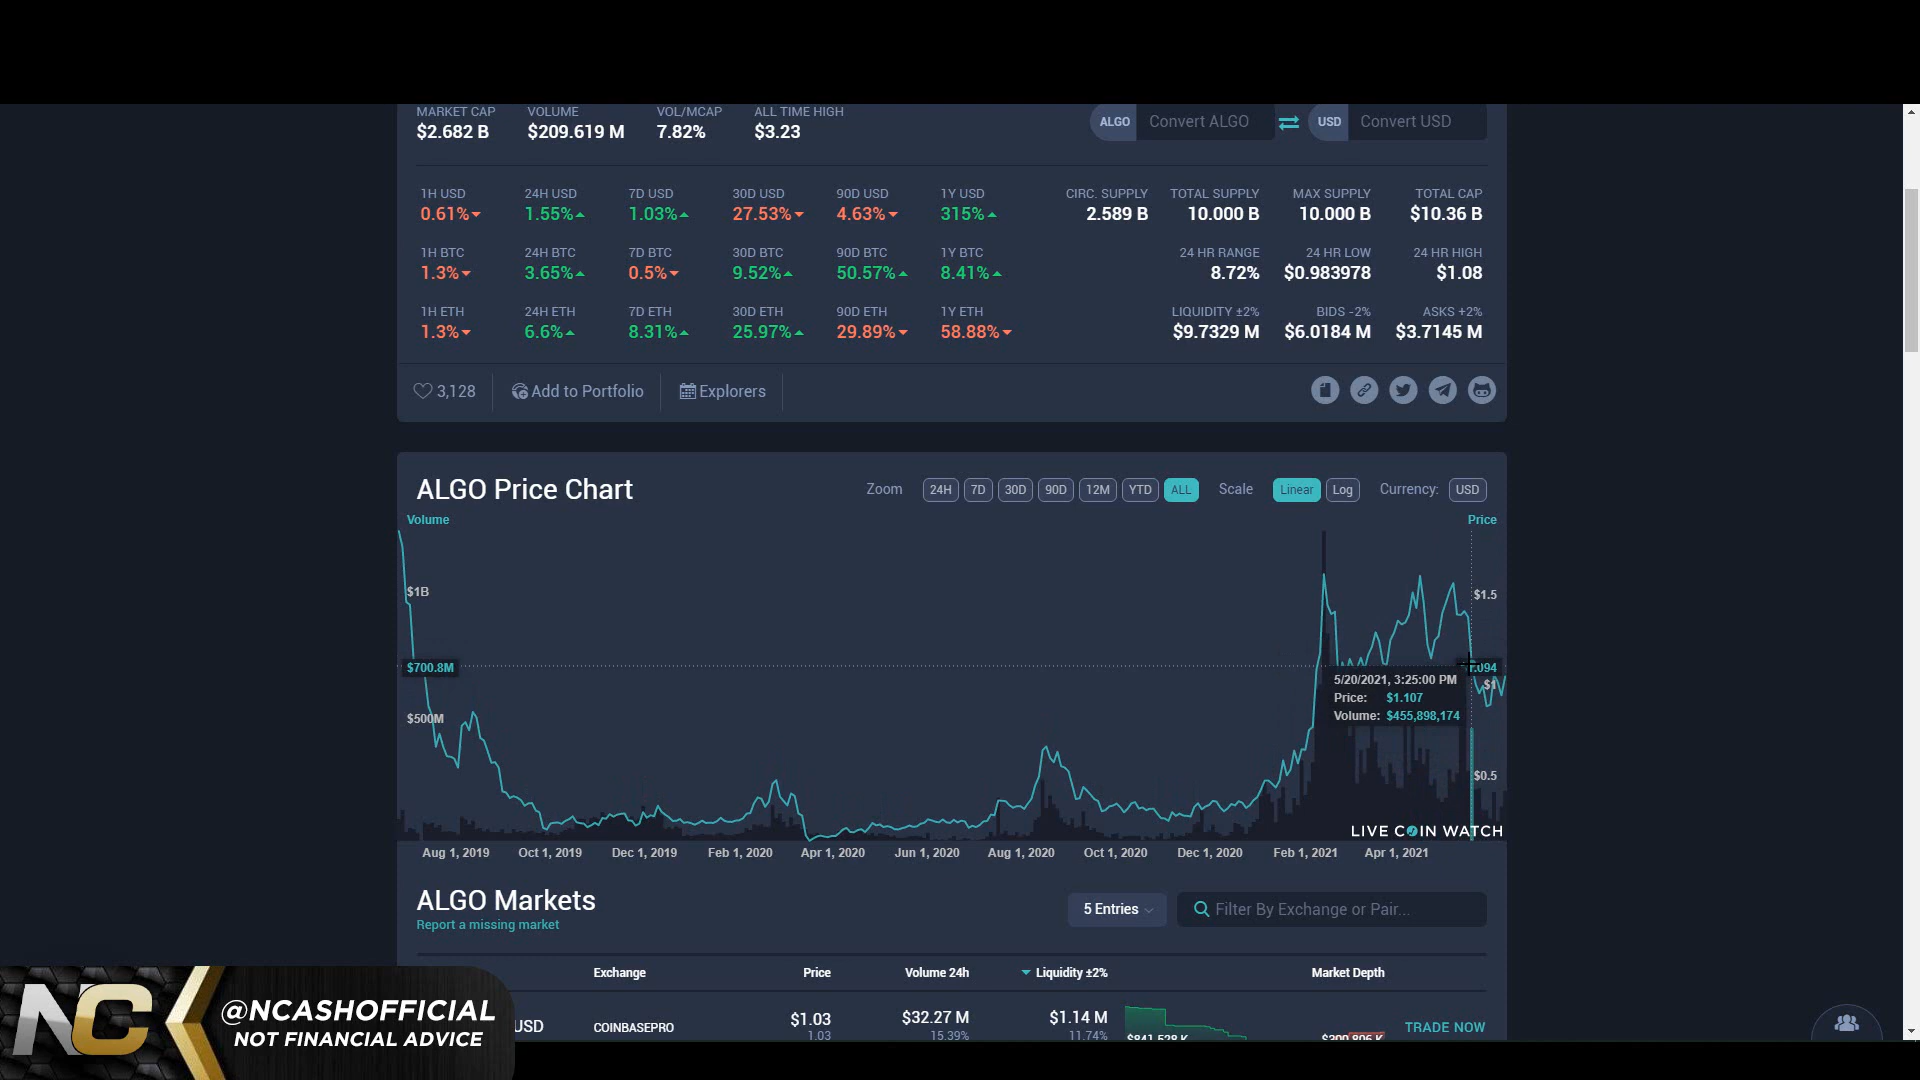 MARKET CAP VOLUME VOL/MCAP ALL TIME HIGH
$2.682 B $209.619 M 7.82% $3.23
ALGO Convert ALGO USD Convert USD
1H USD 24H USD 7D USD 30D USD 90D USD 1Y USD CIRC. SUPPLY TOTAL SUPPLY MAX SUPPLY TOTAL CAP
0.61% 1.55% 1.03% 27.53% 4.63% 315% 2.589 B 10.000 B 10.000 B $10.36 B
1H BTC 24H BTC 7D BTC 30D BTC 90D BTC 1Y BTC 24 HR RANGE 24 HR LOW 24 HR HIGH
1.3% 3.65% 0.5% 9.52% 50.57% 8.41% 8.72% $0.983978 $1.08
1H ETH 24H ETH 7D ETH 30D ETH 90D ETH 1Y ETH LIQUIDITY ±2% BIDS -2% ASKS +2%
1.3% 6.6% 8.31% 25.97% 29.89% 58.88% $9.7329 M $6.0184 M $3.7145 M
3,128 Add to Portfolio Explorers
ALGO Price Chart Zoom 24H 7D 30D 90D 12M YTD ALL Scale Linear Log Currency: USD
Volume Price
$1B $1.5
$700.8M
5/20/2021, 3:25:00 PM
$1
Price: $1.107
Volume: $455,898,174
$500M
$0.5
LIVE COIN WATCH
Aug 1, 2019 Oct 1, 2019 Dec 1, 2019 Feb 1, 2020 Apr 1, 2020 Jun 1, 2020 Aug 1, 2020 Oct 1, 2020 Dec 1, 2020 Feb 1, 2021 Apr 1, 2021
ALGO Markets 5 Entries Filter By Exchange or Pair...
Report a missing market
Exchange Price Volume 24h Liquidity ±2% Market Depth
USD COINBASEPRO $1.03 $32.27 M $1.14 M TRADE NOW
1.03 15.39% 11.74%
NC
@NCASHOFFICIAL
NOT FINANCIAL ADVICE